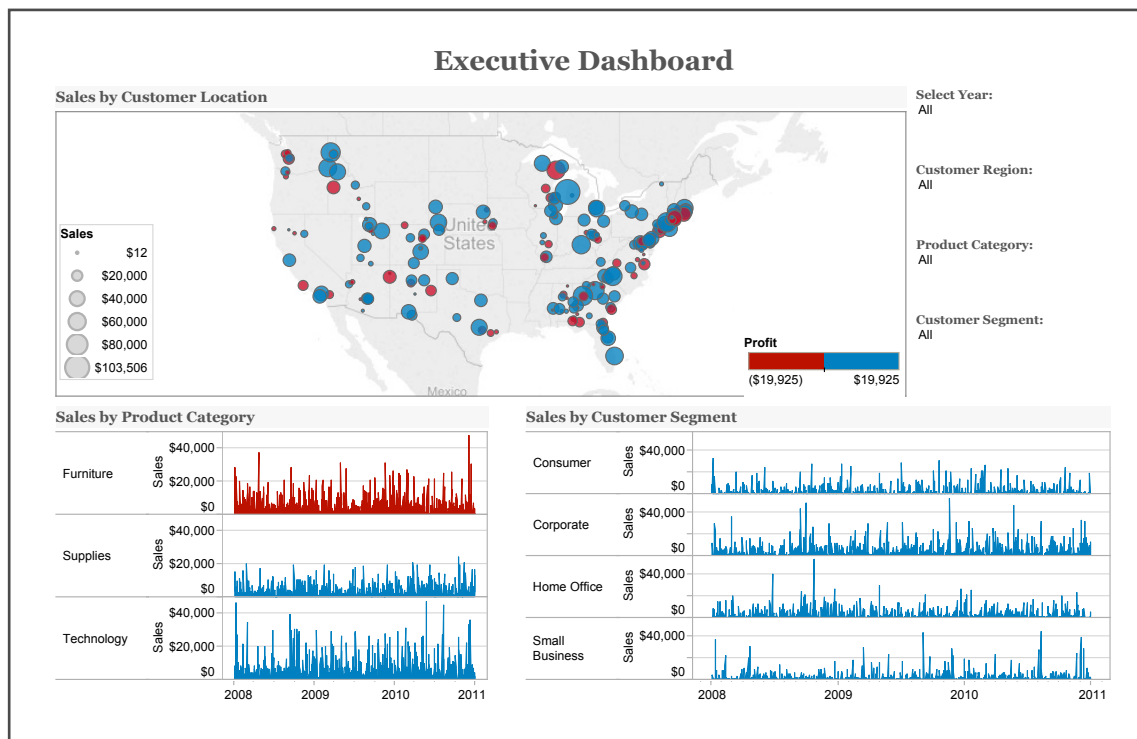 Executive Dashboard
Sales by Customer Location
Select Year:
All
Customer Region:
All
Product Category:
All
Customer Segment:
All
United
States
Mexico
Sales
$12
$20,000
$40,000
$60,000
$80,000
$103,506
Profit
($19,925) $19,925
Sales by Product Category
Furniture
Sales
$40,000
$20,000
$0
Supplies
Sales
$20,000
$0
Technology
Sales
$40,000
$20,000
$0
2008 2009 2010 2011
Sales by Customer Segment
Consumer
Sales
$40,000
$0
Corporate
Sales
$40,000
$0
Home Office
Sales
$40,000
$0
Small
Business
Sales
$40,000
$0
2008 2009 2010 2011